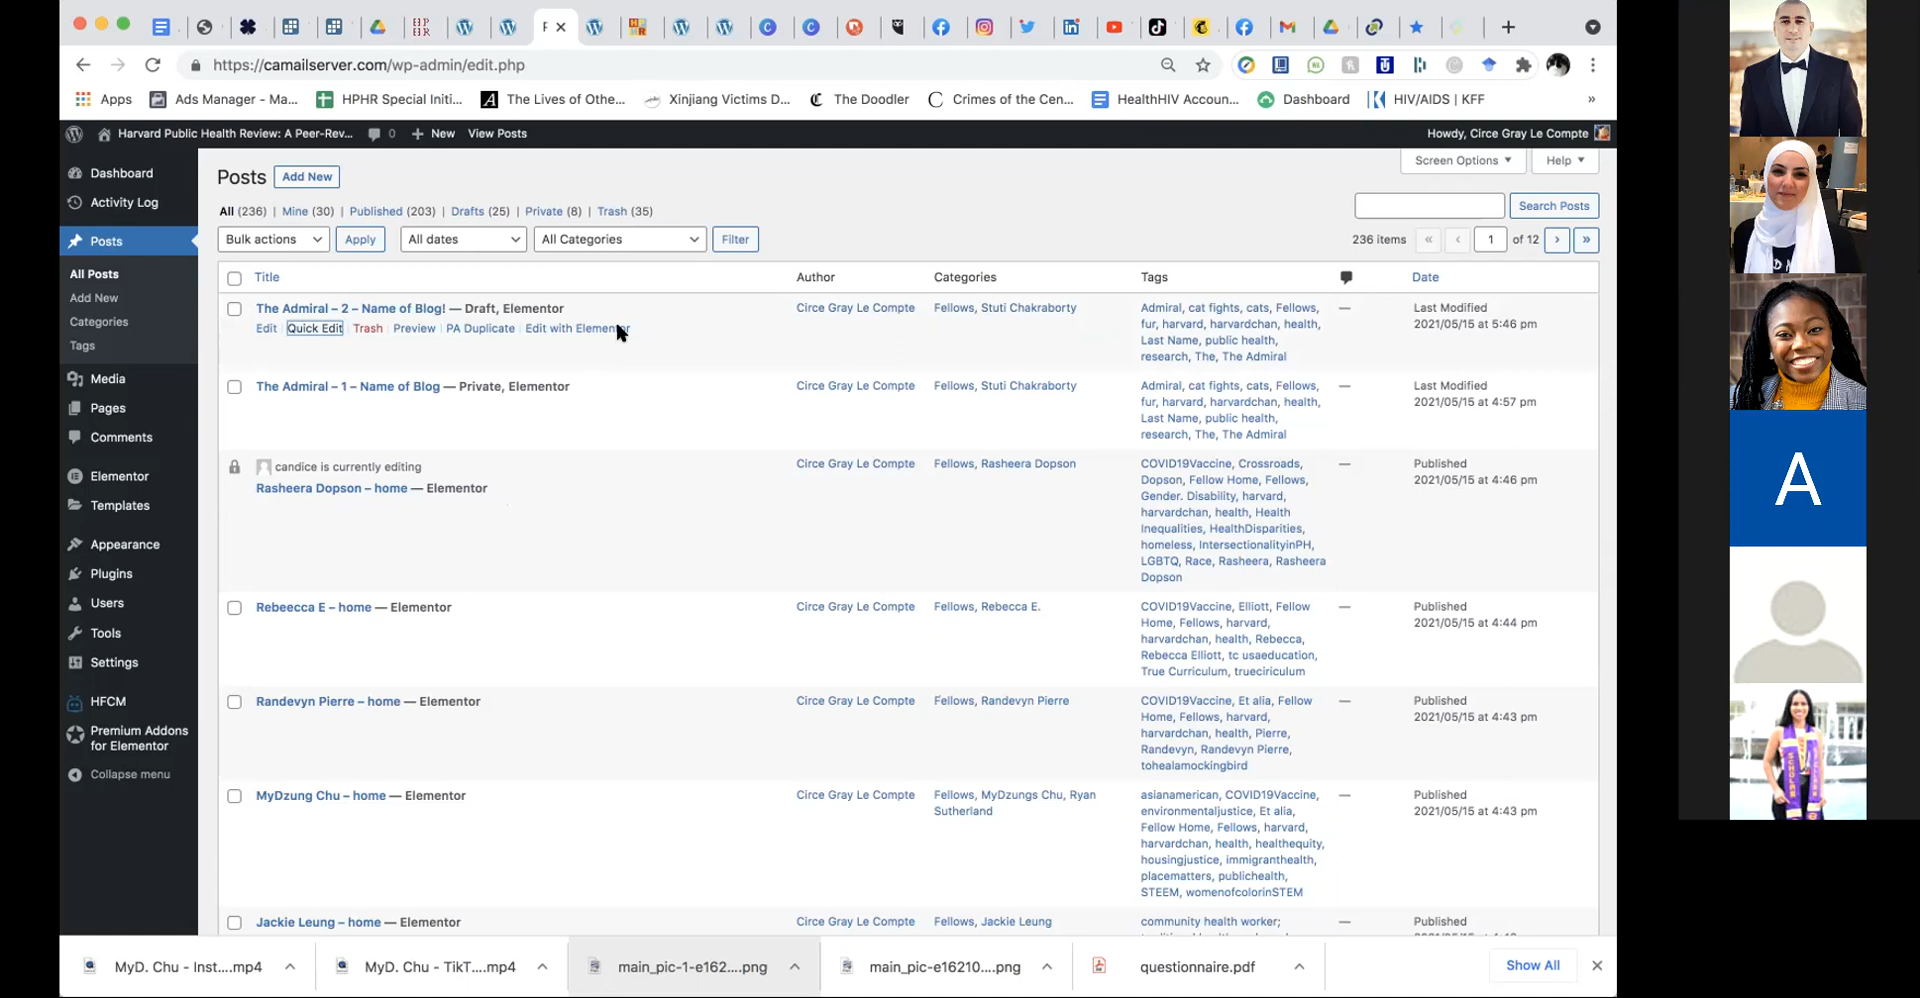 https://camailserver.com/wp-admin/edit.php
Apps
Ads Manager - Ma...
HPHR Special Initi...
The Lives of Othe...
Xinjiang Victims D...
The Doodler
Crimes of the Cen...
HealthHIV Accoun...
Dashboard
HIV/AIDS | KFF
»
Harvard Public Health Review: A Peer-Rev...
0
New
View Posts
Howdy, Circe Gray Le Compte
Dashboard
Activity Log
Posts
All Posts
Add New
Categories
Tags
Media
Pages
Comments
Elementor
Templates
Appearance
Plugins
Users
Tools
Settings
HFCM
Premium Addons
for Elementor
Collapse menu
Screen Options
Help
Posts
Add New
All (236) | Mine (30) | Published (203) | Drafts (25) | Private (8) | Trash (35)
Search Posts
Bulk actions
Apply
All dates
All Categories
Filter
236 items « ‹ 1 of 12 › »
Title
Author
Categories
Tags
Date
The Admiral – 2 – Name of Blog! — Draft, Elementor
Edit | Quick Edit | Trash | Preview | PA Duplicate | Edit with Elementor
Circe Gray Le Compte
Fellows, Stuti Chakraborty
Admiral, cat fights, cats, Fellows,
fur, harvard, harvardchan, health,
Last Name, public health,
research, The, The Admiral
—
Last Modified
2021/05/15 at 5:46 pm
The Admiral – 1 – Name of Blog — Private, Elementor
Circe Gray Le Compte
Fellows, Stuti Chakraborty
Admiral, cat fights, cats, Fellows,
fur, harvard, harvardchan, health,
Last Name, public health,
research, The, The Admiral
—
Last Modified
2021/05/15 at 4:57 pm
candice is currently editing
Rasheera Dopson – home — Elementor
Circe Gray Le Compte
Fellows, Rasheera Dopson
COVID19Vaccine, Crossroads,
Dopson, Fellow Home, Fellows,
Gender. Disability, harvard,
harvardchan, health, Health
Inequalities, HealthDisparities,
homeless, IntersectionalityinPH,
LGBTQ, Race, Rasheera, Rasheera
Dopson
—
Published
2021/05/15 at 4:46 pm
Rebeecca E – home — Elementor
Circe Gray Le Compte
Fellows, Rebecca E.
COVID19Vaccine, Elliott, Fellow
Home, Fellows, harvard,
harvardchan, health, Rebecca,
Rebecca Elliott, tc usaeducation,
True Curriculum, truecirriculum
—
Published
2021/05/15 at 4:44 pm
Randevyn Pierre – home — Elementor
Circe Gray Le Compte
Fellows, Randevyn Pierre
COVID19Vaccine, Et alia, Fellow
Home, Fellows, harvard,
harvardchan, health, Pierre,
Randevyn, Randevyn Pierre,
tohealamockingbird
—
Published
2021/05/15 at 4:43 pm
MyDzung Chu – home — Elementor
Circe Gray Le Compte
Fellows, MyDzungs Chu, Ryan
Sutherland
asianamerican, COVID19Vaccine,
environmentaljustice, Et alia,
Fellow Home, Fellows, harvard,
harvardchan, health, healthequity,
housingjustice, immigranthealth,
placematters, publichealth,
STEEM, womenofcolorinSTEM
—
Published
2021/05/15 at 4:43 pm
Jackie Leung – home — Elementor
Circe Gray Le Compte
Fellows, Jackie Leung
community health worker;
—
Published
MyD. Chu - Inst....mp4
MyD. Chu - TikT....mp4
main_pic-1-e162....png
main_pic-e16210....png
questionnaire.pdf
Show All
A